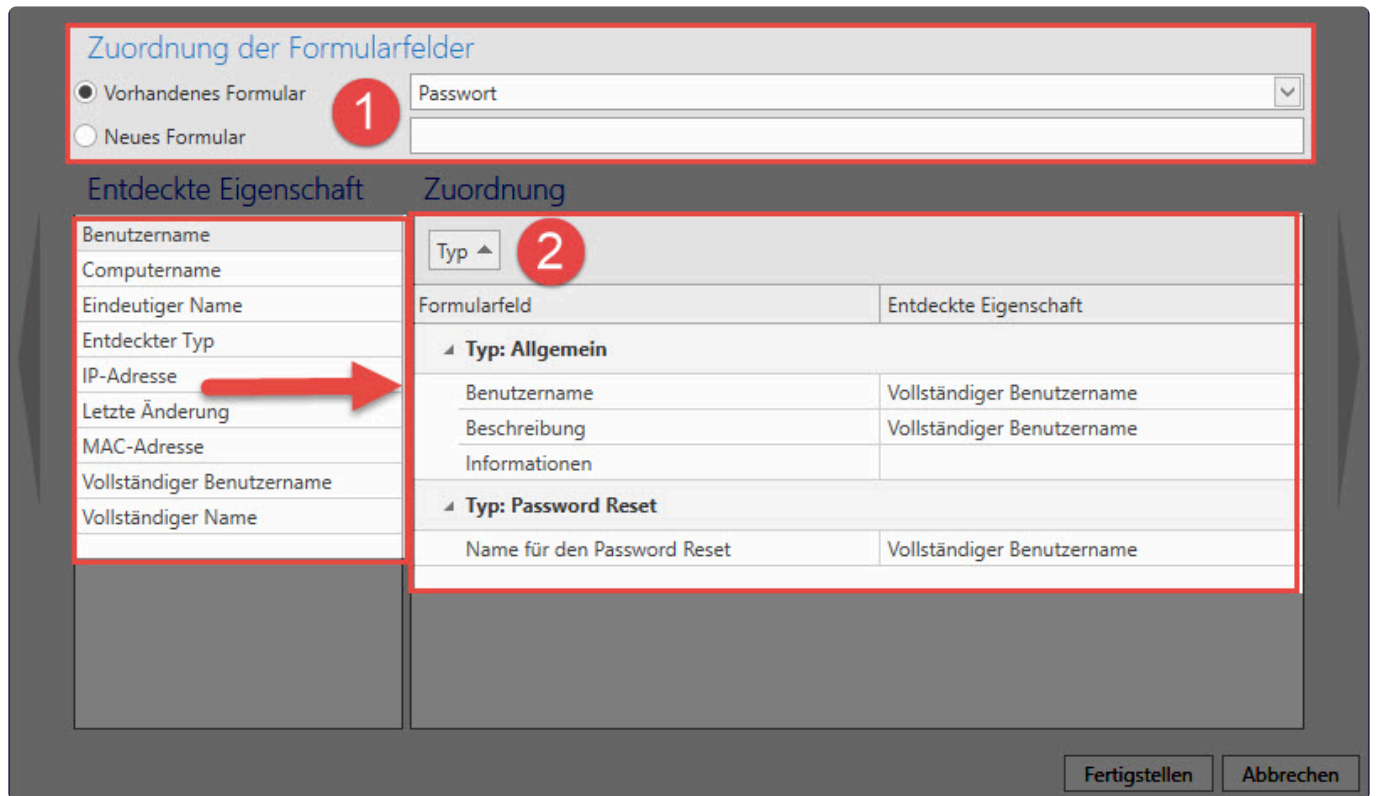 Zuordnung der Formularfelder
Vorhandenes Formular
1
Passwort
Neues Formular
Entdeckte Eigenschaft
Zuordnung
Benutzername
Computername
Eindeutiger Name
Entdeckter Typ
IP-Adresse
Letzte Änderung
MAC-Adresse
Vollständiger Benutzername
Vollständiger Name
Typ
2
Formularfeld Entdeckte Eigenschaft
Typ: Allgemein
Benutzername Vollständiger Benutzername
Beschreibung Vollständiger Benutzername
Informationen
Typ: Password Reset
Name für den Password Reset Vollständiger Benutzername
Fertigstellen Abbrechen